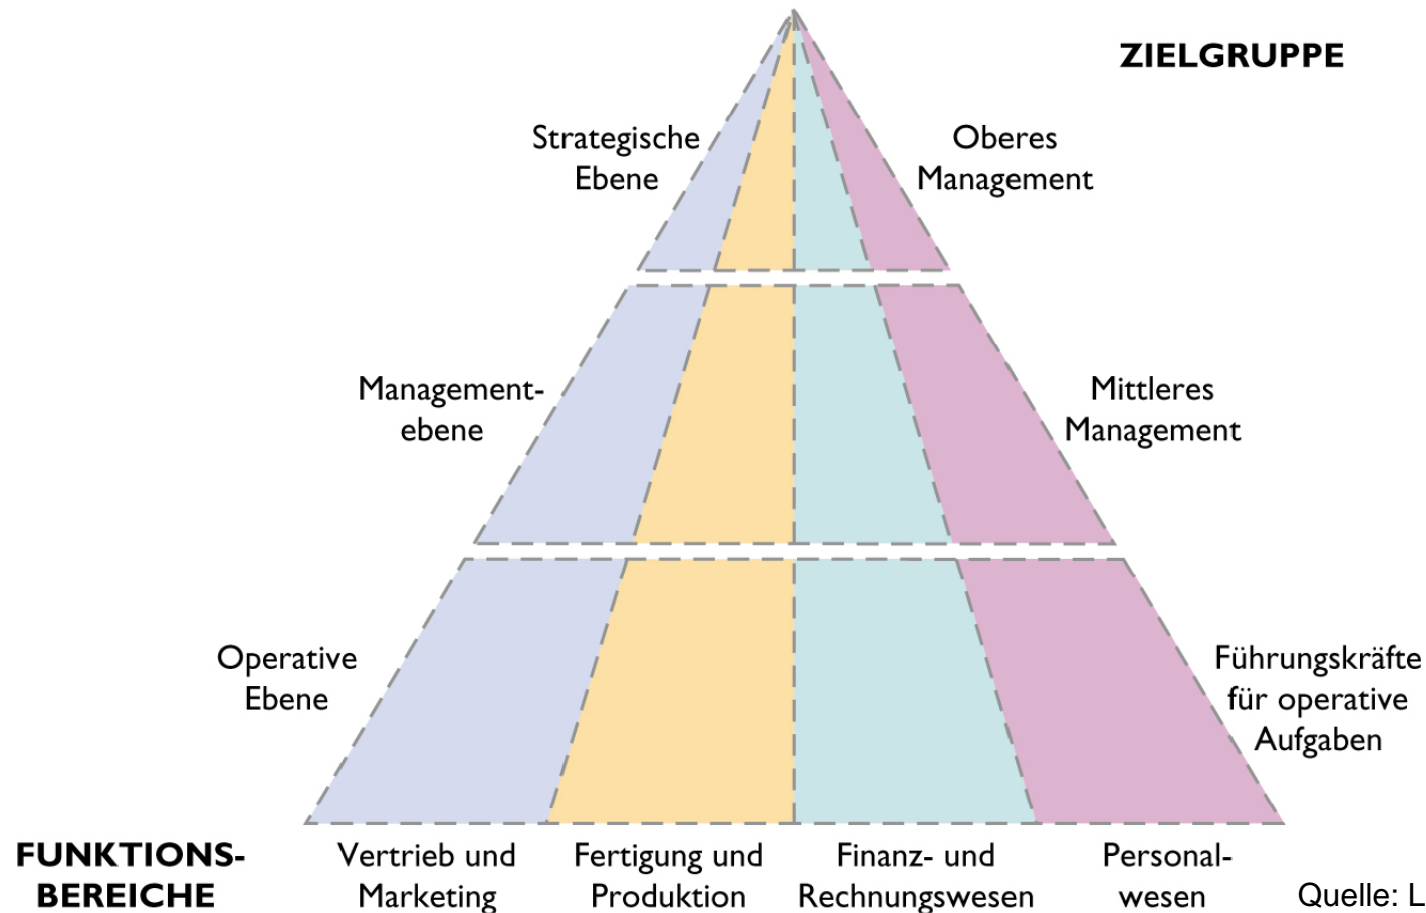 ZIELGRUPPE
Strategische
Ebene
Oberes
Management
Management-
ebene
Mittleres
Management
Operative
Ebene
Führungskräfte
für operative
Aufgaben
FUNKTIONS-
BEREICHE
Vertrieb und
Marketing
Fertigung und
Produktion
Finanz- und
Rechnungswesen
Personal-
wesen
Quelle: L